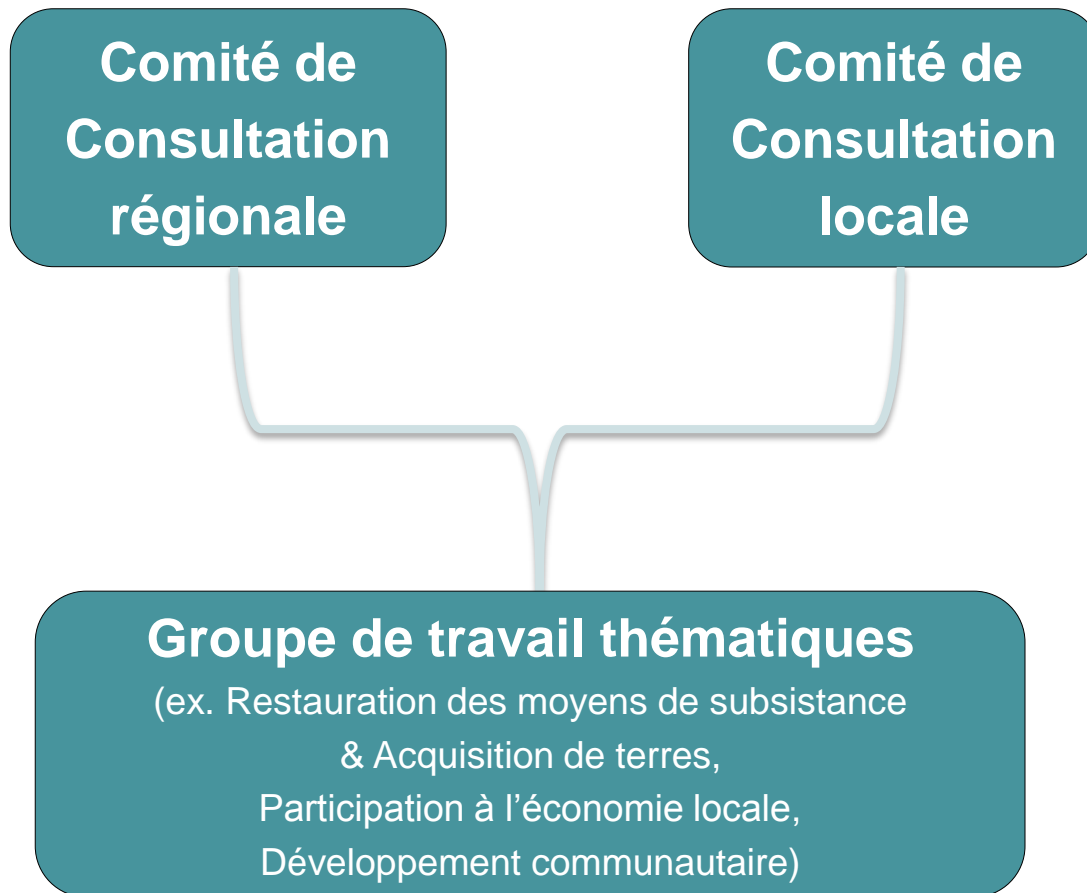 Comité de
Consultation
régionale
Comité de
Consultation
locale
Groupe de travail thématiques
(ex. Restauration des moyens de subsistance
& Acquisition de terres,
Participation à l’économie locale,
Développement communautaire)